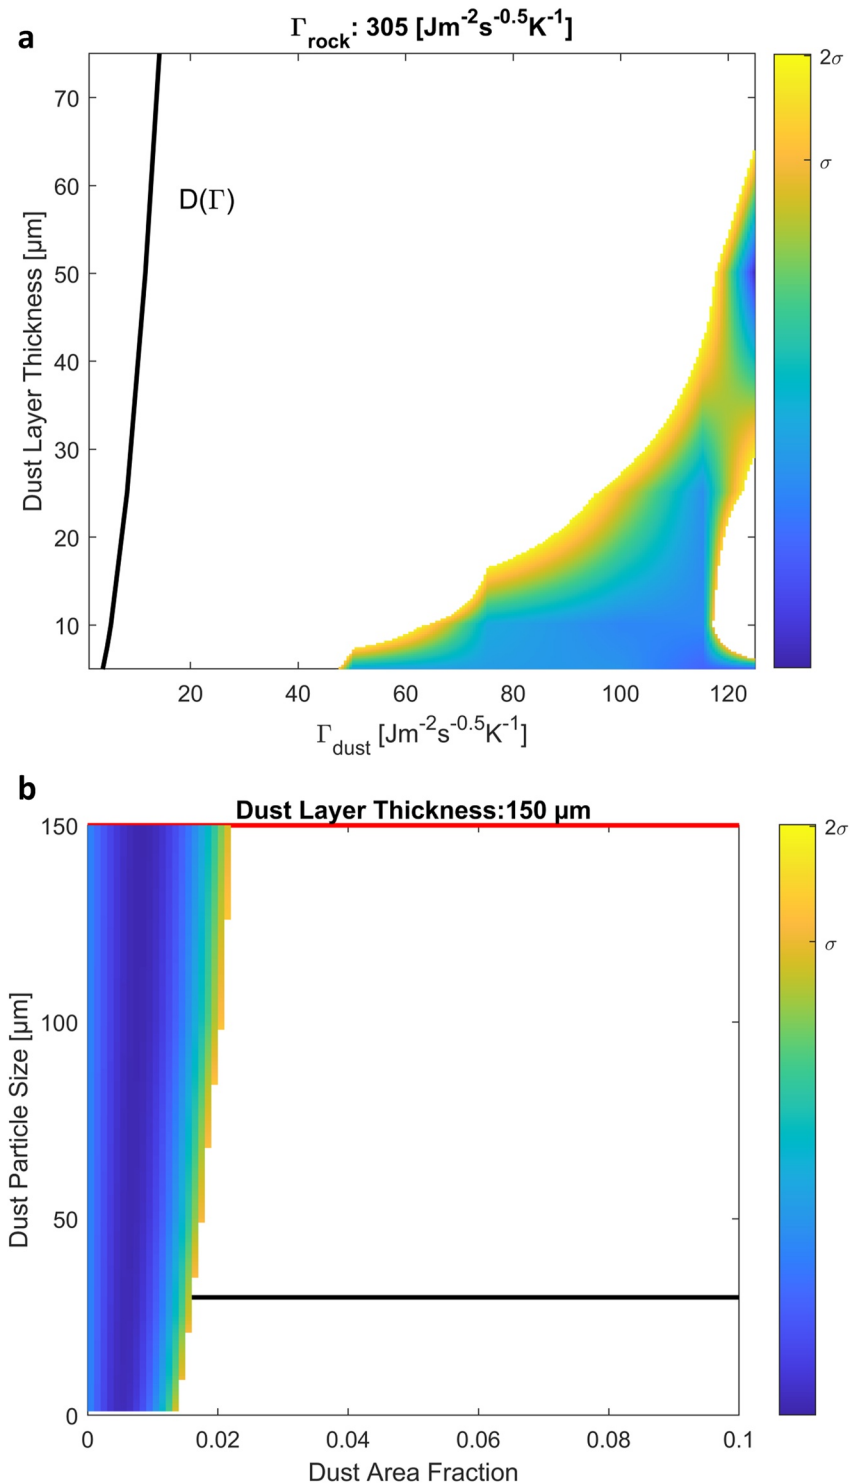 a
Γrock: 305 [Jm-2s-0.5K-1]
2σ
σ
D(Γ)
Dust Layer Thickness [µm]
70
60
50
40
30
20
10
20 40 60 80 100 120
Γdust [Jm-2s-0.5K-1]
b
Dust Layer Thickness:150 µm
2σ
σ
Dust Particle Size [µm]
150
100
50
0
0 0.02 0.04 0.06 0.08 0.1
Dust Area Fraction